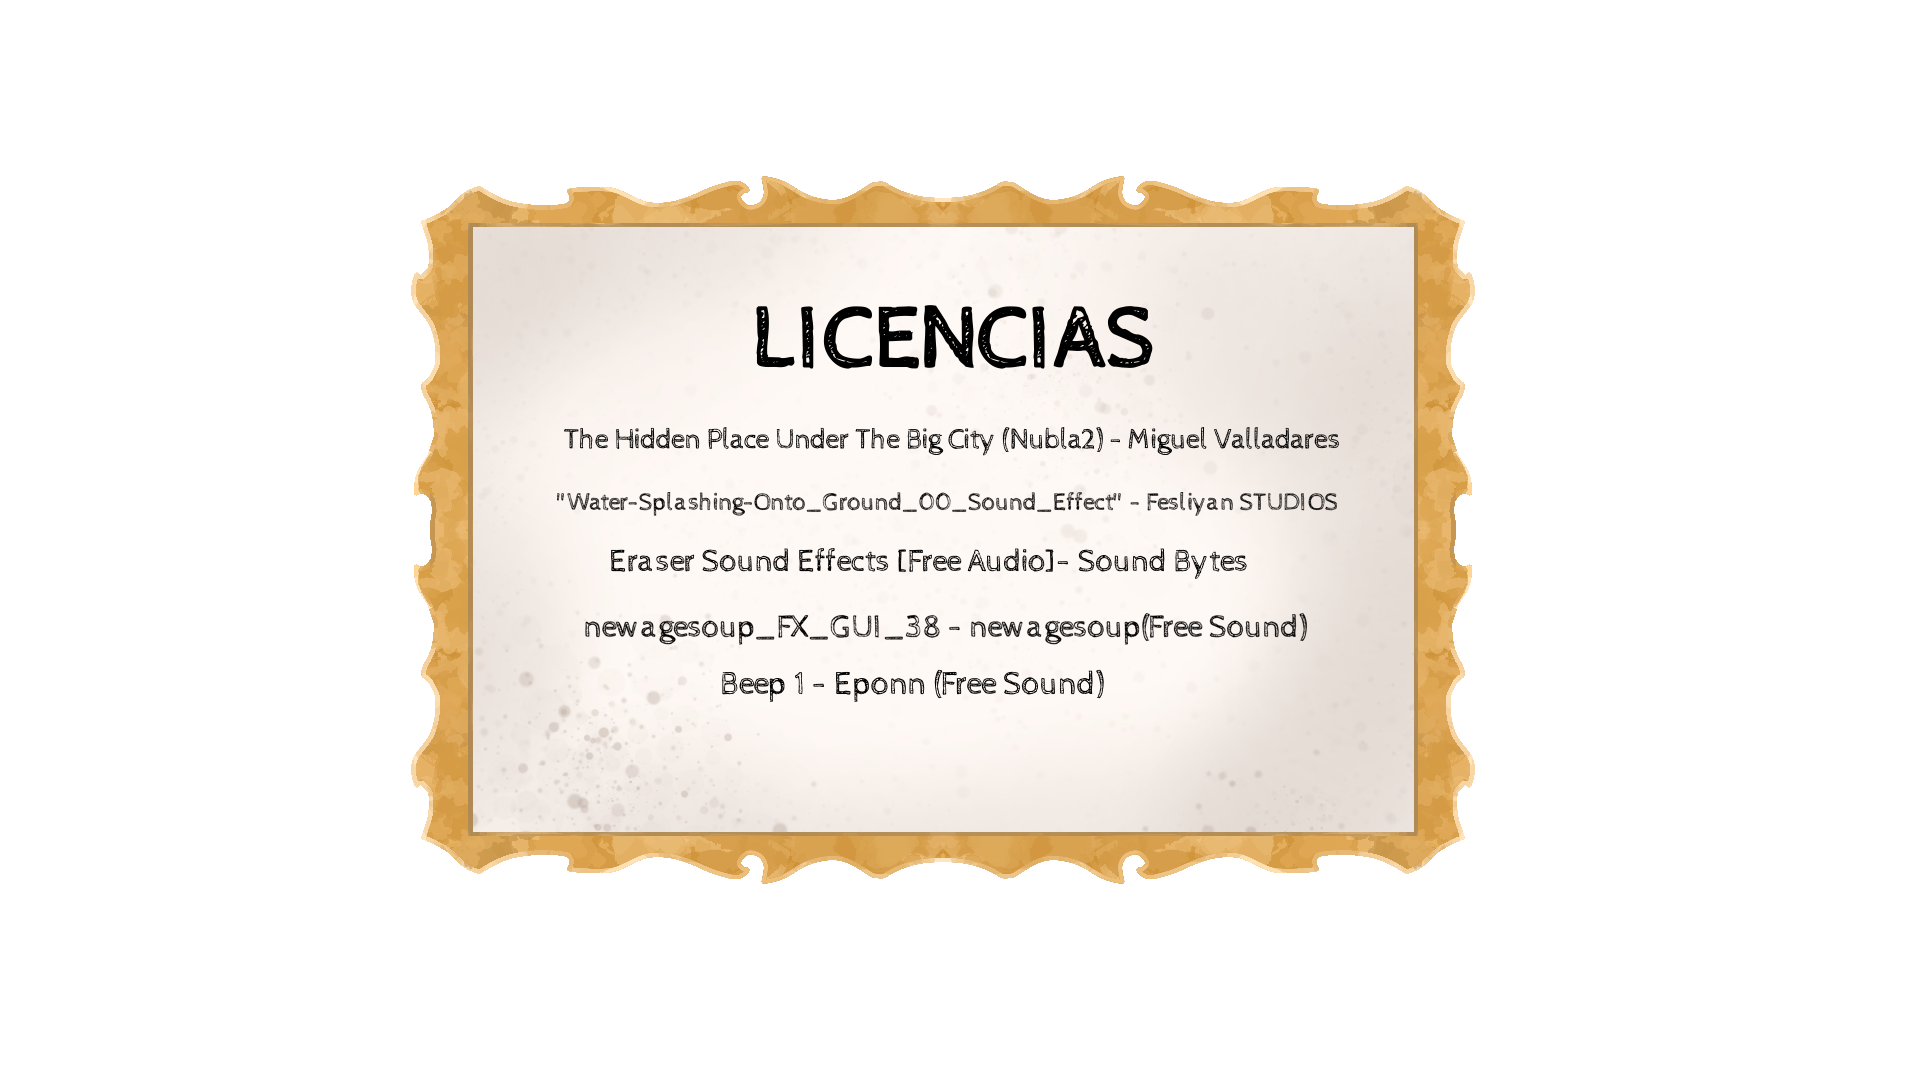 LICENCIAS
The Hidden Place Under The Big City (Nubla2) - Miguel Valladares
"Water-Splashing-Onto_Ground_00_Sound_Effect" - Fesliyan STUDIOS
Eraser Sound Effects [Free Audio]- Sound Bytes
newagesoup_FX_GUI_38 - newagesoup(Free Sound)
Beep 1 - Eponn (Free Sound)